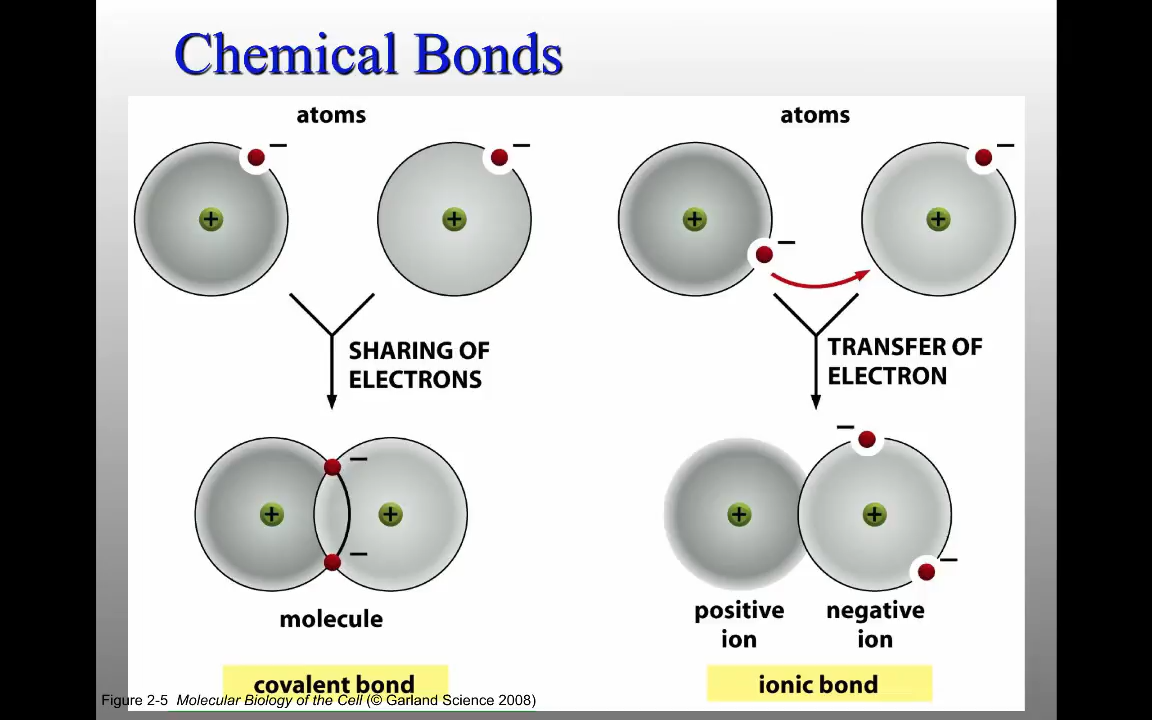 Chemical Bonds
atoms
−
−
+
+
SHARING OF
ELECTRONS
−
+
+
−
molecule
covalent bond
atoms
−
+
+
−
TRANSFER OF
ELECTRON
−
+
+
−
positive
ion
negative
ion
ionic bond
Figure 2-5 Molecular Biology of the Cell (© Garland Science 2008)